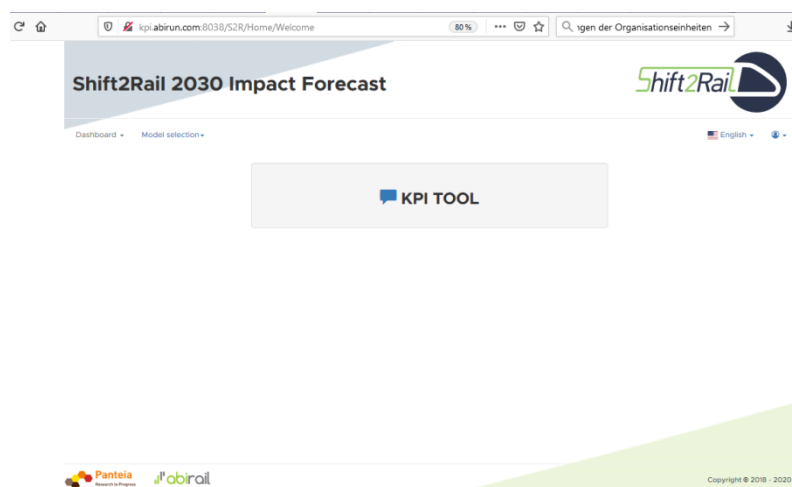 kpi.abirun.com:8038/S2R/Home/Welcome 80% ngen der Organisationseinheiten
Shift2Rail 2030 Impact Forecast
Shift2Rail
Dashboard Model selection English
KPI TOOL
Panteia
Research to Progress
abirail
Copyright © 2018 - 2020